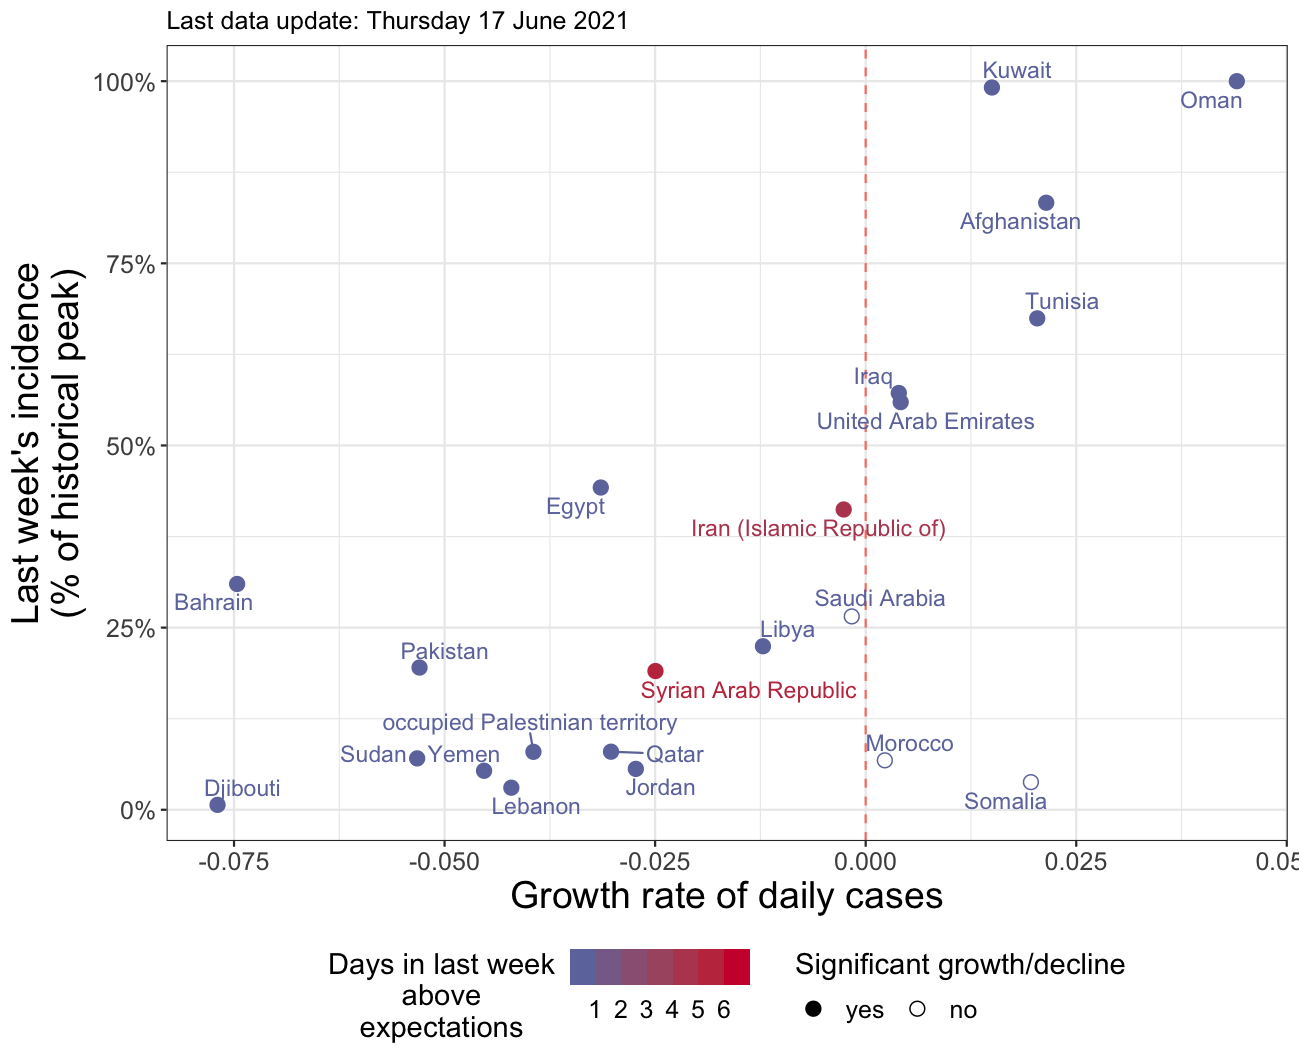 Last data update: Thursday 17 June 2021
Last week's incidence
(% of historical peak)
100%
75%
50%
25%
0%
Kuwait
Oman
Afghanistan
Tunisia
Iraq
United Arab Emirates
Egypt
Iran (Islamic Republic of)
Bahrain
Saudi Arabia
Libya
Pakistan
Syrian Arab Republic
occupied Palestinian territory
Sudan
Yemen
Qatar
Morocco
Djibouti
Jordan
Lebanon
Somalia
-0.075
-0.050
-0.025
0.000
0.025
0.05
Growth rate of daily cases
Days in last week
above
expectations
1 2 3 4 5 6
Significant growth/decline
yes
no